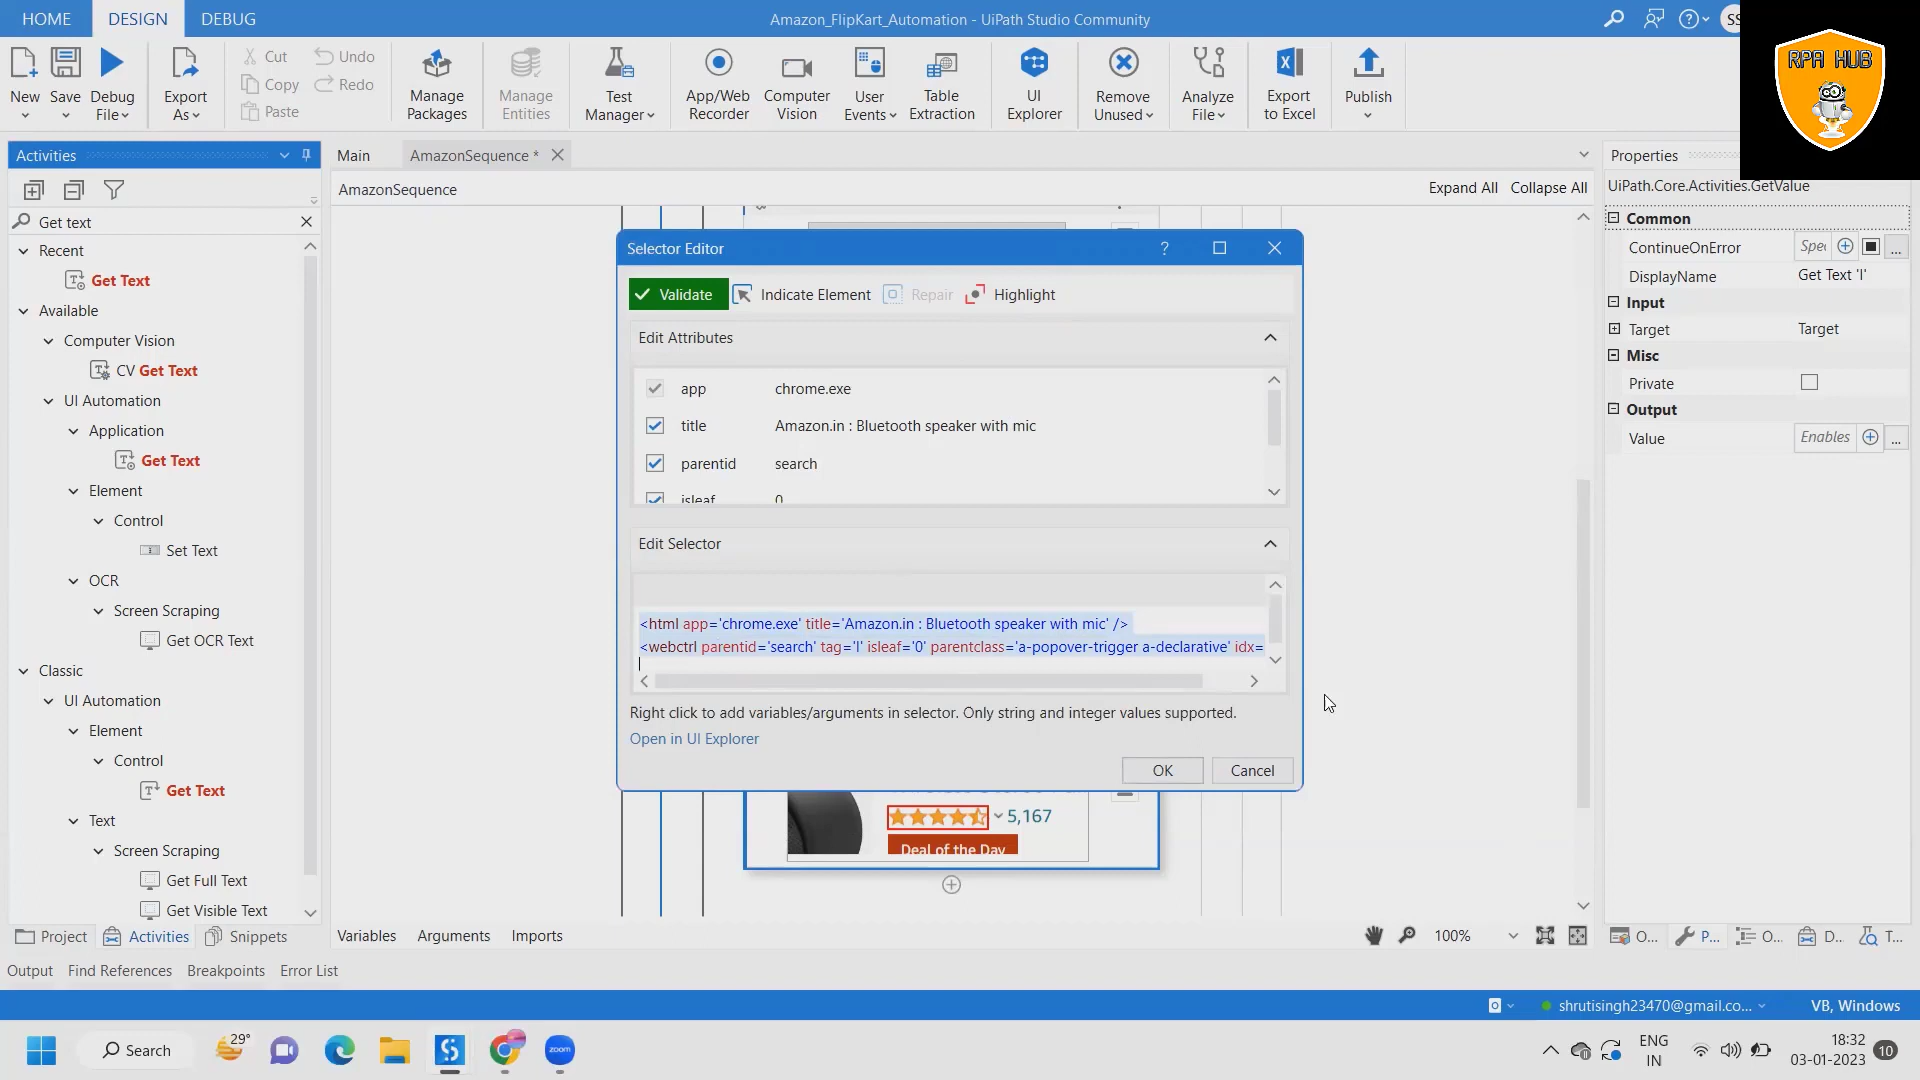 HOME
DESIGN
DEBUG
Amazon_FlipKart_Automation - UiPath Studio Community
RPA HUB
New
Save
Debug File
Export As
Cut
Copy
Paste
Undo
Redo
Manage Packages
Manage Entities
Test Manager
App/Web Recorder
Computer Vision
User Events
Table Extraction
UI Explorer
Remove Unused
Analyze File
Export to Excel
Publish
Activities
Main
AmazonSequence *
Properties
AmazonSequence
Expand All
Collapse All
UiPath.Core.Activities.GetValue
Get text
Recent
Get Text
Available
Computer Vision
CV Get Text
UI Automation
Application
Get Text
Element
Control
Set Text
OCR
Screen Scraping
Get OCR Text
Classic
UI Automation
Element
Control
Get Text
Text
Screen Scraping
Get Full Text
Get Visible Text
Selector Editor
?
Validate
Indicate Element
Repair
Highlight
Edit Attributes
app chrome.exe
title Amazon.in : Bluetooth speaker with mic
parentid search
isleaf 0
Edit Selector
<html app='chrome.exe' title='Amazon.in : Bluetooth speaker with mic' />
<webctrl parentid='search' tag='I' isleaf='0' parentclass='a-popover-trigger a-declarative' idx=
Right click to add variables/arguments in selector. Only string and integer values supported.
Open in UI Explorer
OK
Cancel
5,167
Deal of the Day
Common
ContinueOnError
...
DisplayName Get Text 'I'
Input
Target Target
Misc
Private
Output
Value Enables ...
Project
Activities
Snippets
Variables
Arguments
Imports
100%
O...
P...
O...
D...
T...
Output
Find References
Breakpoints
Error List
shrutisingh23470@gmail.co...
VB, Windows
Search
29°
zoom
ENG
IN
18:32
03-01-2023
10